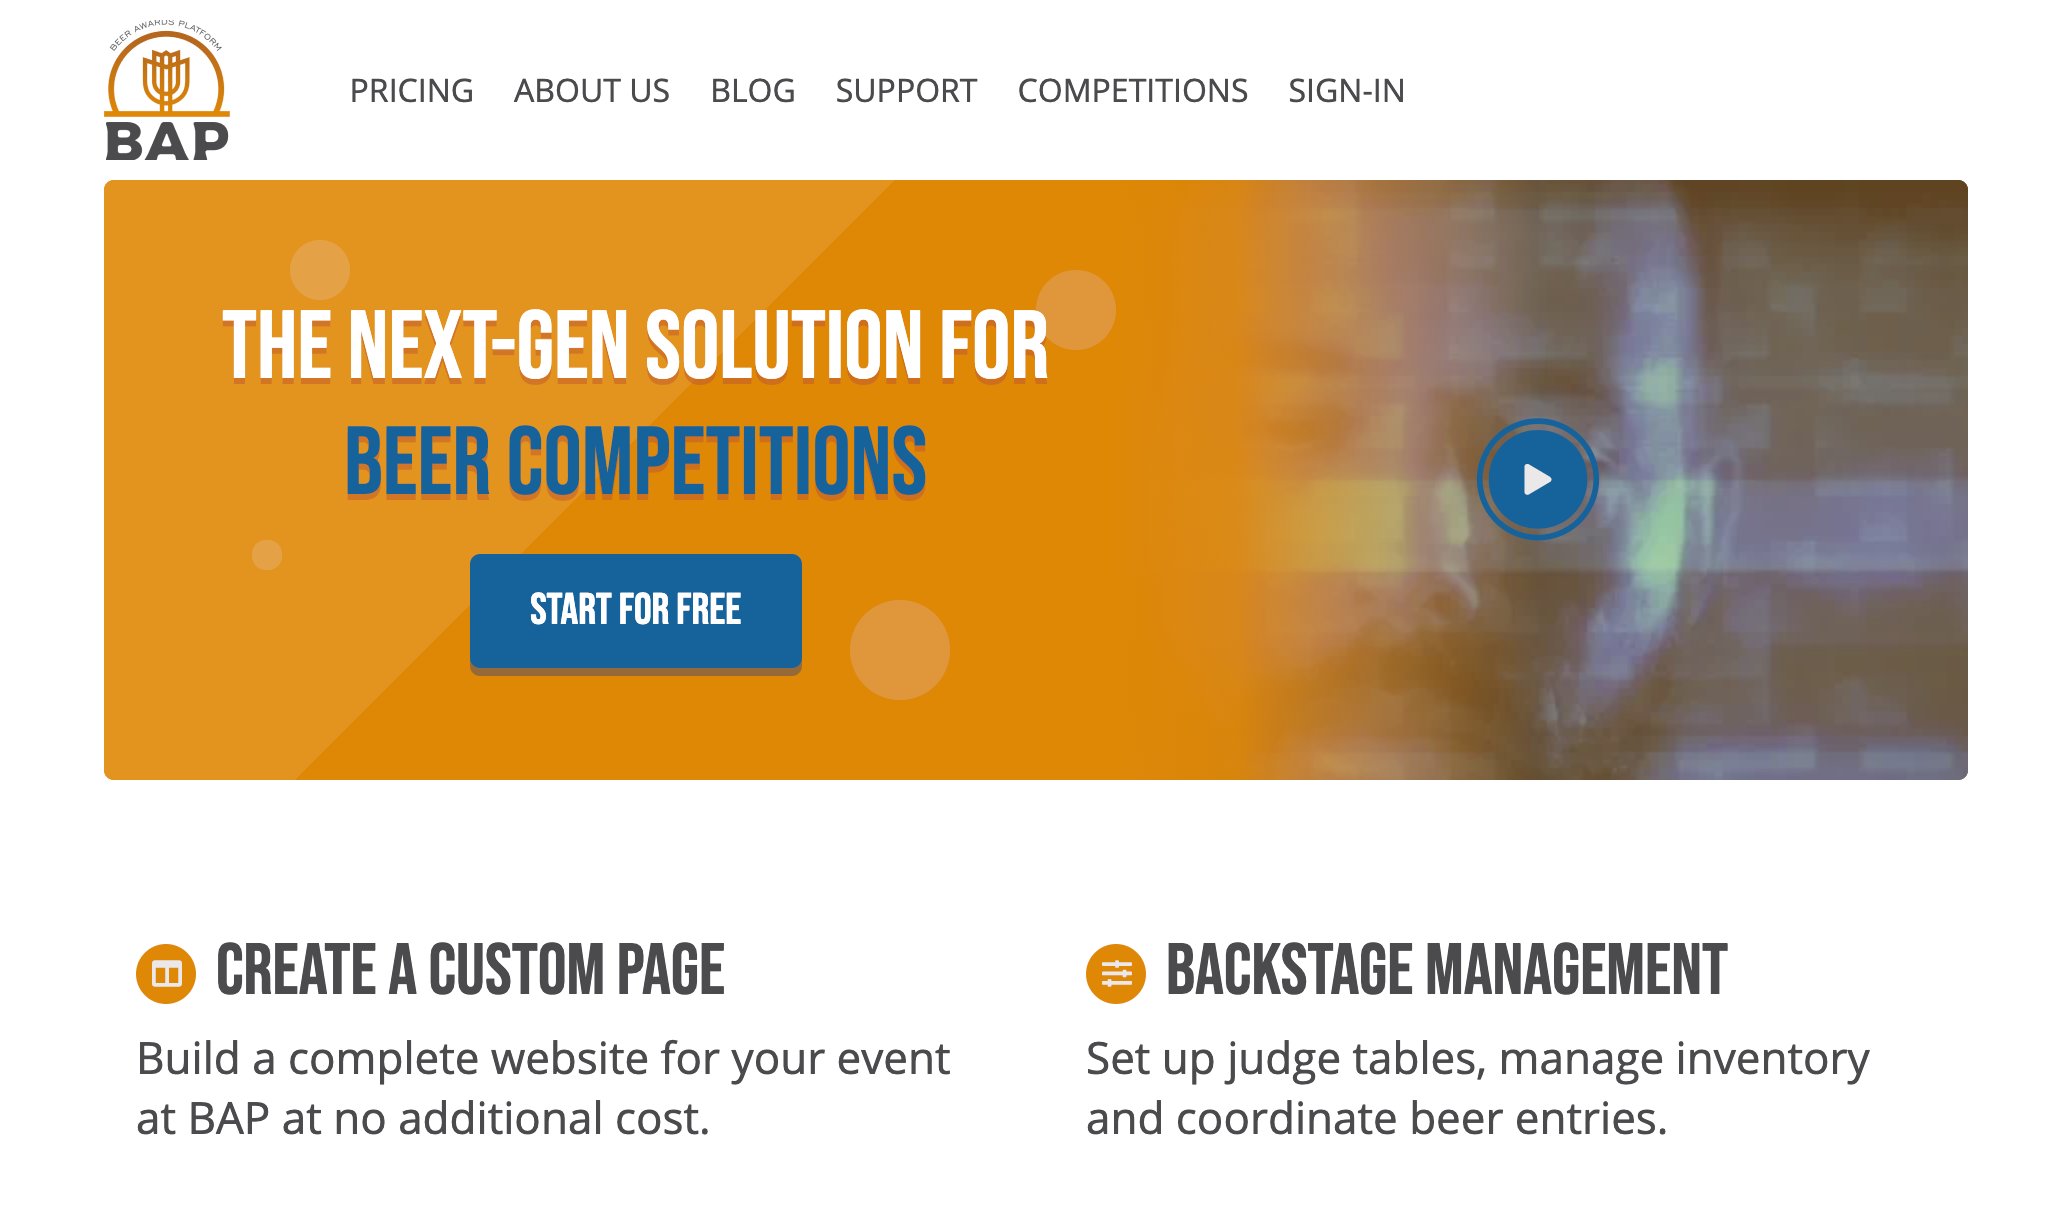 BEER AWARDS PLATFORM
BAP
PRICING ABOUT US BLOG SUPPORT COMPETITIONS SIGN-IN
THE NEXT-GEN SOLUTION FOR
BEER COMPETITIONS
START FOR FREE
CREATE A CUSTOM PAGE
Build a complete website for your event
at BAP at no additional cost.
BACKSTAGE MANAGEMENT
Set up judge tables, manage inventory
and coordinate beer entries.